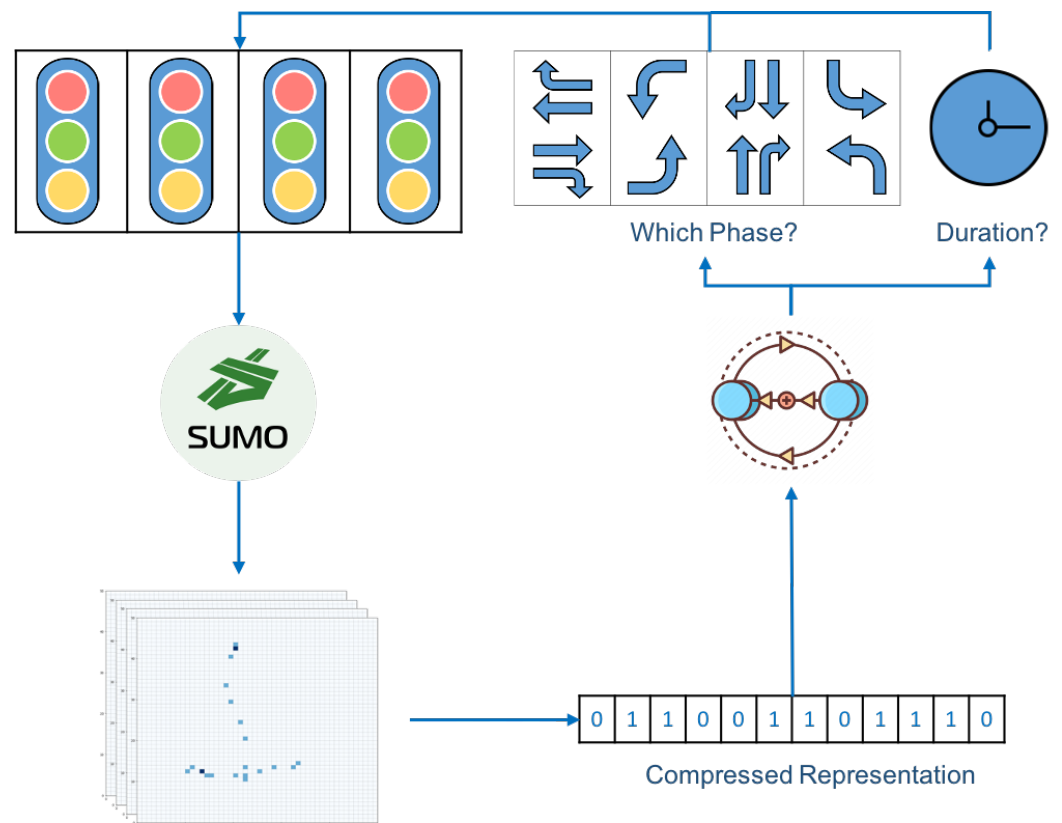 Which Phase?
Duration?
SUMO
0 1 1 0 0 1 1 0 1 1 1 0
Compressed Representation